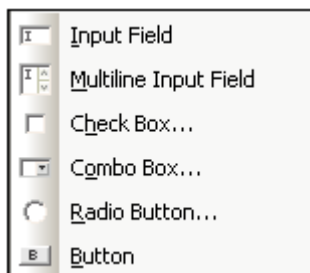 Input Field
Multiline Input Field
Check Box...
Combo Box...
Radio Button...
Button